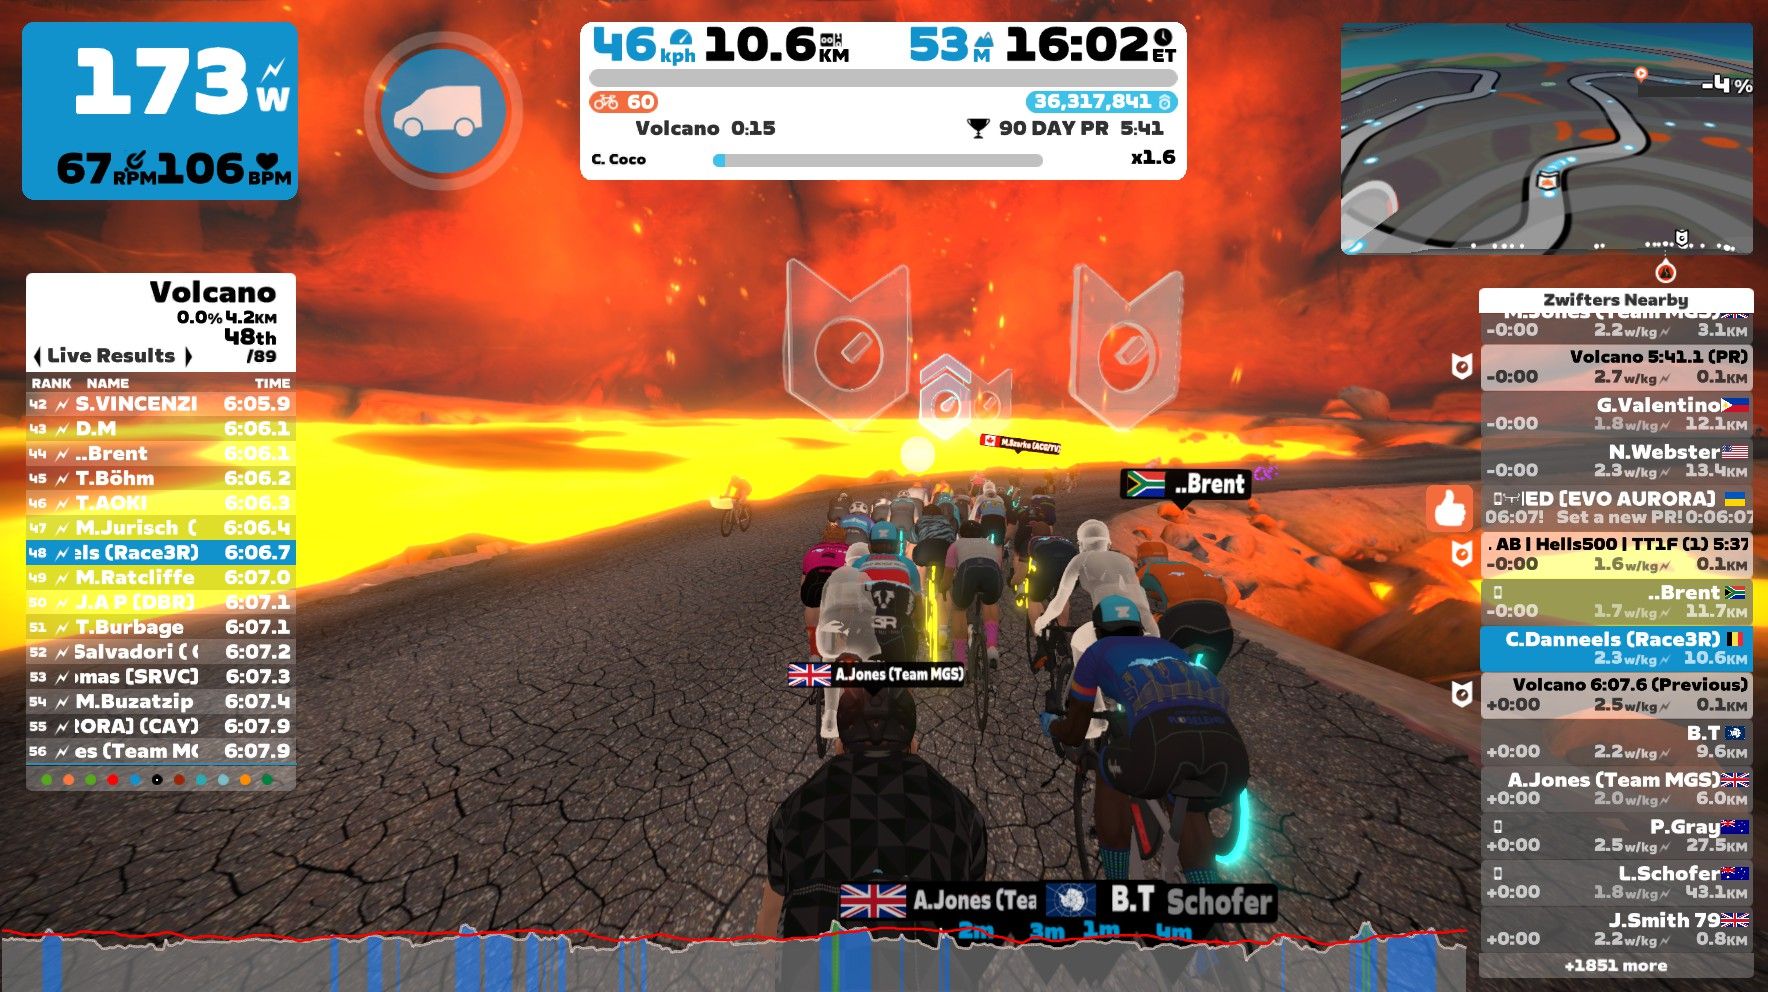 173 W
67 RPM 106 BPM
46 kph 10.6 KM 53 M 16:02 ET
60 36,317,841
Volcano 0:15 90 DAY PR 5:41
C. Coco x1.6
-4 %
Volcano
0.0% 4.2KM
48th
Live Results /89
RANK NAME TIME
42 S.VINCENZI 6:05.9
43 D.M 6:06.1
44 ..Brent 6:06.1
45 T.Böhm 6:06.2
46 T.AOKI 6:06.3
47 M.Jurisch ( 6:06.4
48 els (Race3R) 6:06.7
49 M.Ratcliffe 6:07.0
50 J.A P [DBR] 6:07.1
51 T.Burbage 6:07.1
52 Salvadori ( 6:07.2
53 omas [SRVC] 6:07.3
54 M.Buzatzip 6:07.4
55 RORA] (CAY) 6:07.9
56 es (Team M 6:07.9
..Brent
A.Jones (Team MGS)
3R
A.Jones (Tea B.T Schofer
2m 3m 1m 4m
Zwifters Nearby
M.Jones (Team MGS)
-0:00 2.2w/kg 3.1KM
Volcano 5:41.1 (PR)
-0:00 2.7w/kg 0.1KM
G.Valentino
-0:00 1.8w/kg 12.1KM
N.Webster
-0:00 2.3w/kg 13.4KM
IED [EVO AURORA]
06:07! Set a new PR! 0:06:07
. AB | Hells500 | TT1F (1) 5:37
-0:00 1.6w/kg 0.1KM
..Brent
-0:00 1.7w/kg 11.7KM
C.Danneels (Race3R)
2.3w/kg 10.6KM
Volcano 6:07.6 (Previous)
+0:00 2.5w/kg 0.1KM
B.T
+0:00 2.2w/kg 9.6KM
A.Jones (Team MGS)
+0:00 2.0w/kg 6.0KM
P.Gray
+0:00 2.5w/kg 27.5KM
L.Schofer
+0:00 1.8w/kg 43.1KM
J.Smith 79
+0:00 2.2w/kg 0.8KM
+1851 more